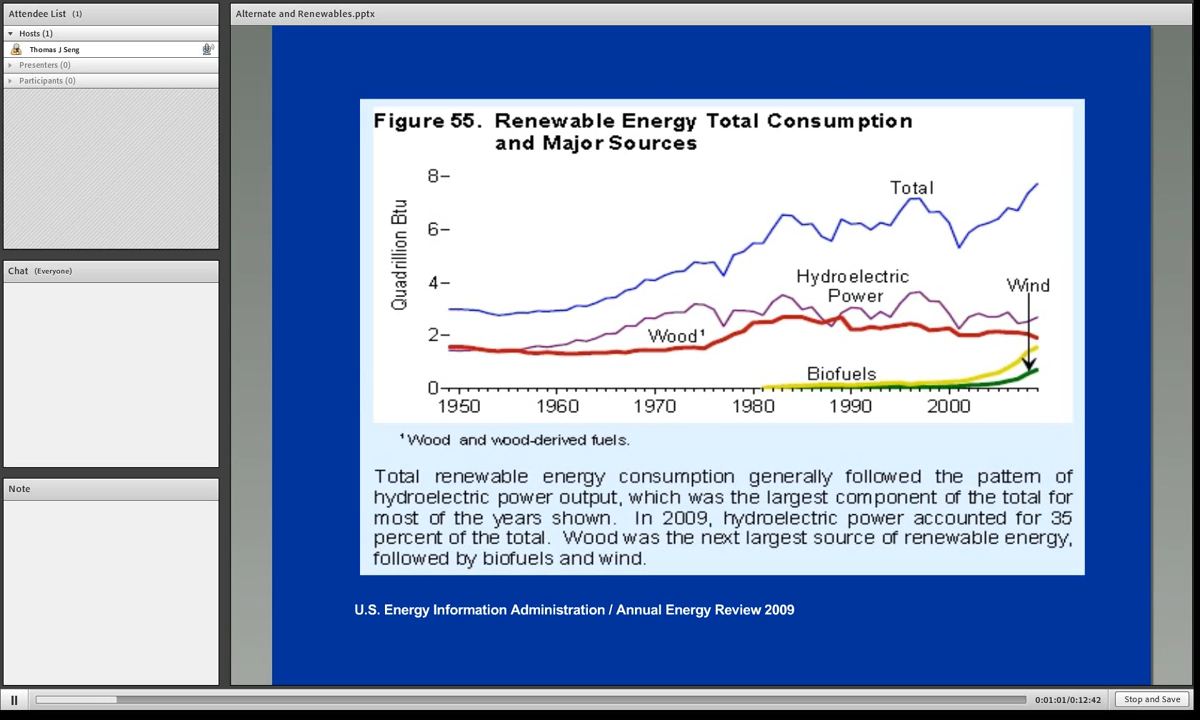 Attendee List (1)
Hosts (1)
Thomas J Seng
Presenters (0)
Participants (0)
Chat (Everyone)
Note
Alternate and Renewables.pptx
Figure 55. Renewable Energy Total Consumption
and Major Sources
Quadrillion Btu
8
6
4
2
0
Total
Hydroelectric
Power
Wind
Wood¹
Biofuels
1950 1960 1970 1980 1990 2000
¹ Wood and wood-derived fuels.
Total renewable energy consumption generally followed the pattern of
hydroelectric power output, which was the largest component of the total for
most of the years shown. In 2009, hydroelectric power accounted for 35
percent of the total. Wood was the next largest source of renewable energy,
followed by biofuels and wind.
U.S. Energy Information Administration / Annual Energy Review 2009
0:01:01/0:12:42
Stop and Save